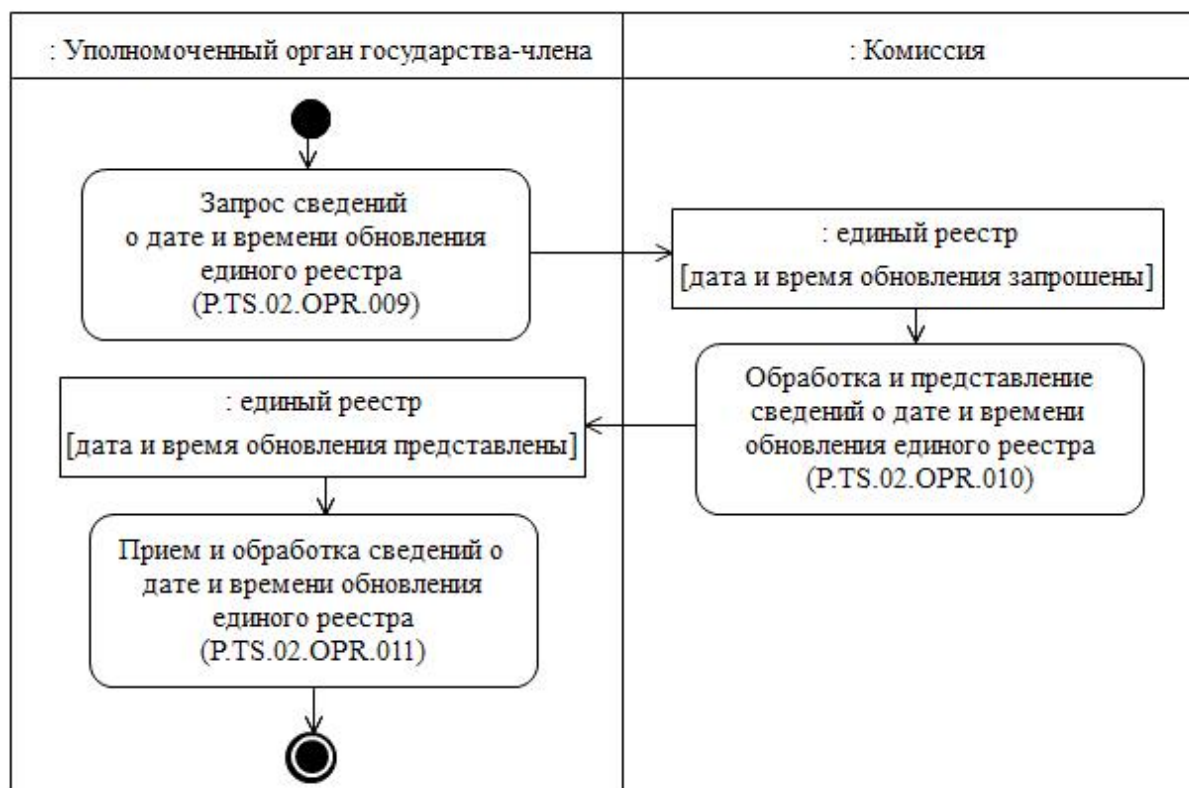 : Уполномоченный орган государства-члена
: Комиссия
Запрос сведений
о дате и времени обновления
единого реестра
(P.TS.02.OPR.009)
: единый реестр
[дата и время обновления запрошены]
Обработка и представление
сведений о дате и времени
обновления единого реестра
(P.TS.02.OPR.010)
: единый реестр
[дата и время обновления представлены]
Прием и обработка сведений о
дате и времени обновления
единого реестра
(P.TS.02.OPR.011)